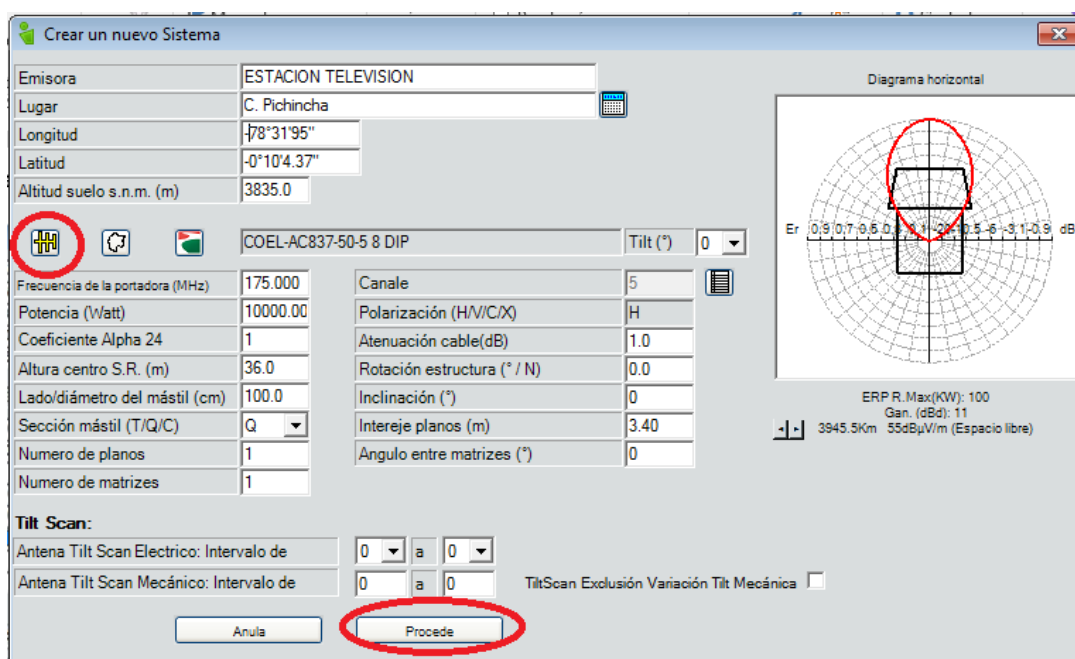 Crear un nuevo Sistema
Emisora ESTACION TELEVISION
Lugar C. Pichincha
Longitud -78°31'95"
Latitud -0°10'4.37"
Altitud suelo s.n.m. (m) 3835.0
COEL-AC837-50-5 8 DIP Tilt (°) 0
Frecuencia de la portadora (MHz) 175.000 Canale 5
Potencia (Watt) 10000.00 Polarización (H/V/C/X) H
Coeficiente Alpha 24 1 Atenuación cable(dB) 1.0
Altura centro S.R. (m) 36.0 Rotación estructura (° / N) 0.0
Lado/diámetro del mástil (cm) 100.0 Inclinación (°) 0
Sección mástil (T/Q/C) Q Intereje planos (m) 3.40
Numero de planos 1 Angulo entre matrizes (°) 0
Numero de matrizes 1
Tilt Scan:
Antena Tilt Scan Electrico: Intervalo de 0 a 0
Antena Tilt Scan Mecánico: Intervalo de 0 a 0 TiltScan Exclusión Variación Tilt Mecánica
Anula Procede
Diagrama horizontal
Er dB
ERP R.Max(KW): 100
Gan. (dBd): 11
3945.5Km 55dBµV/m (Espacio libre)